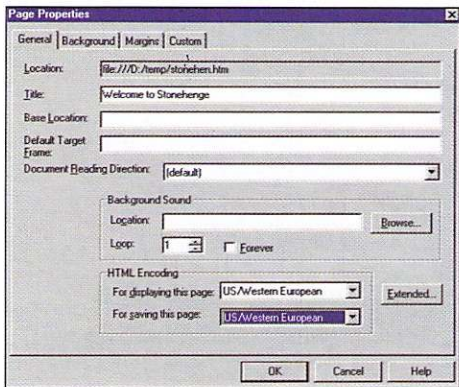 Page Properties
General Background Margins Custom
Location: file:///D:/temp/stonehen.htm
Title: Welcome to Stonehenge
Base Location:
Default Target
Frame:
Document Reading Direction: (default)
Background Sound
Location: Browse...
Loop: 1 Forever
HTML Encoding
For displaying this page: US/Western European Extended...
For saving this page: US/Western European
OK Cancel Help